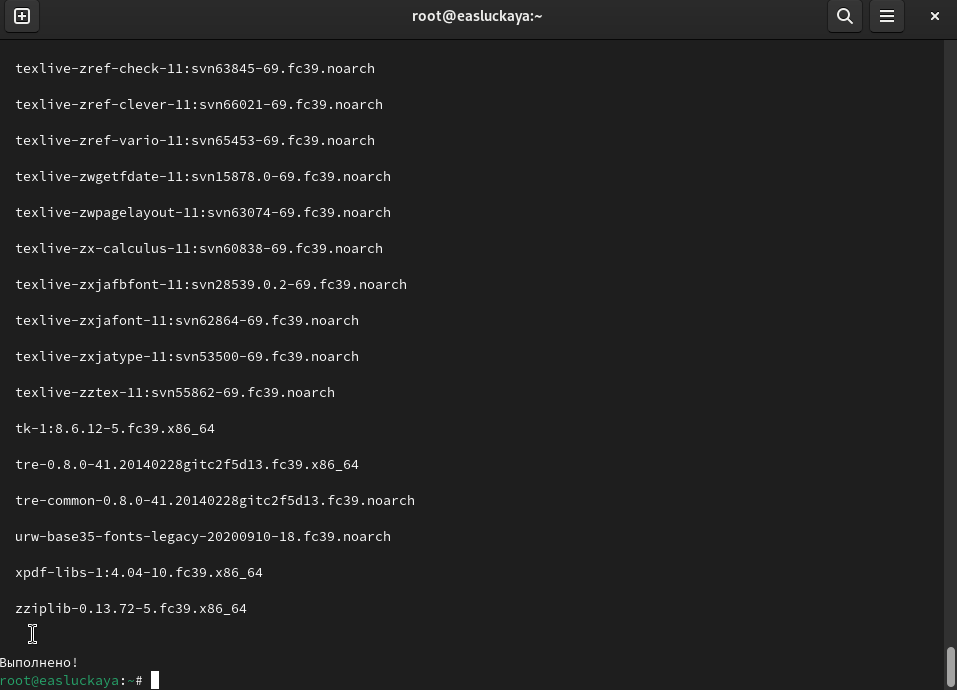 root@easluckaya:~
texlive-zref-check-11:svn63845-69.fc39.noarch
texlive-zref-clever-11:svn66021-69.fc39.noarch
texlive-zref-vario-11:svn65453-69.fc39.noarch
texlive-zwgetfdate-11:svn15878.0-69.fc39.noarch
texlive-zwpagelayout-11:svn63074-69.fc39.noarch
texlive-zx-calculus-11:svn60838-69.fc39.noarch
texlive-zxjafbfont-11:svn28539.0.2-69.fc39.noarch
texlive-zxjafont-11:svn62864-69.fc39.noarch
texlive-zxjatype-11:svn53500-69.fc39.noarch
texlive-zztex-11:svn55862-69.fc39.noarch
tk-1:8.6.12-5.fc39.x86_64
tre-0.8.0-41.20140228gitc2f5d13.fc39.x86_64
tre-common-0.8.0-41.20140228gitc2f5d13.fc39.noarch
urw-base35-fonts-legacy-20200910-18.fc39.noarch
xpdf-libs-1:4.04-10.fc39.x86_64
zziplib-0.13.72-5.fc39.x86_64
Выполнено!
root@easluckaya:~#